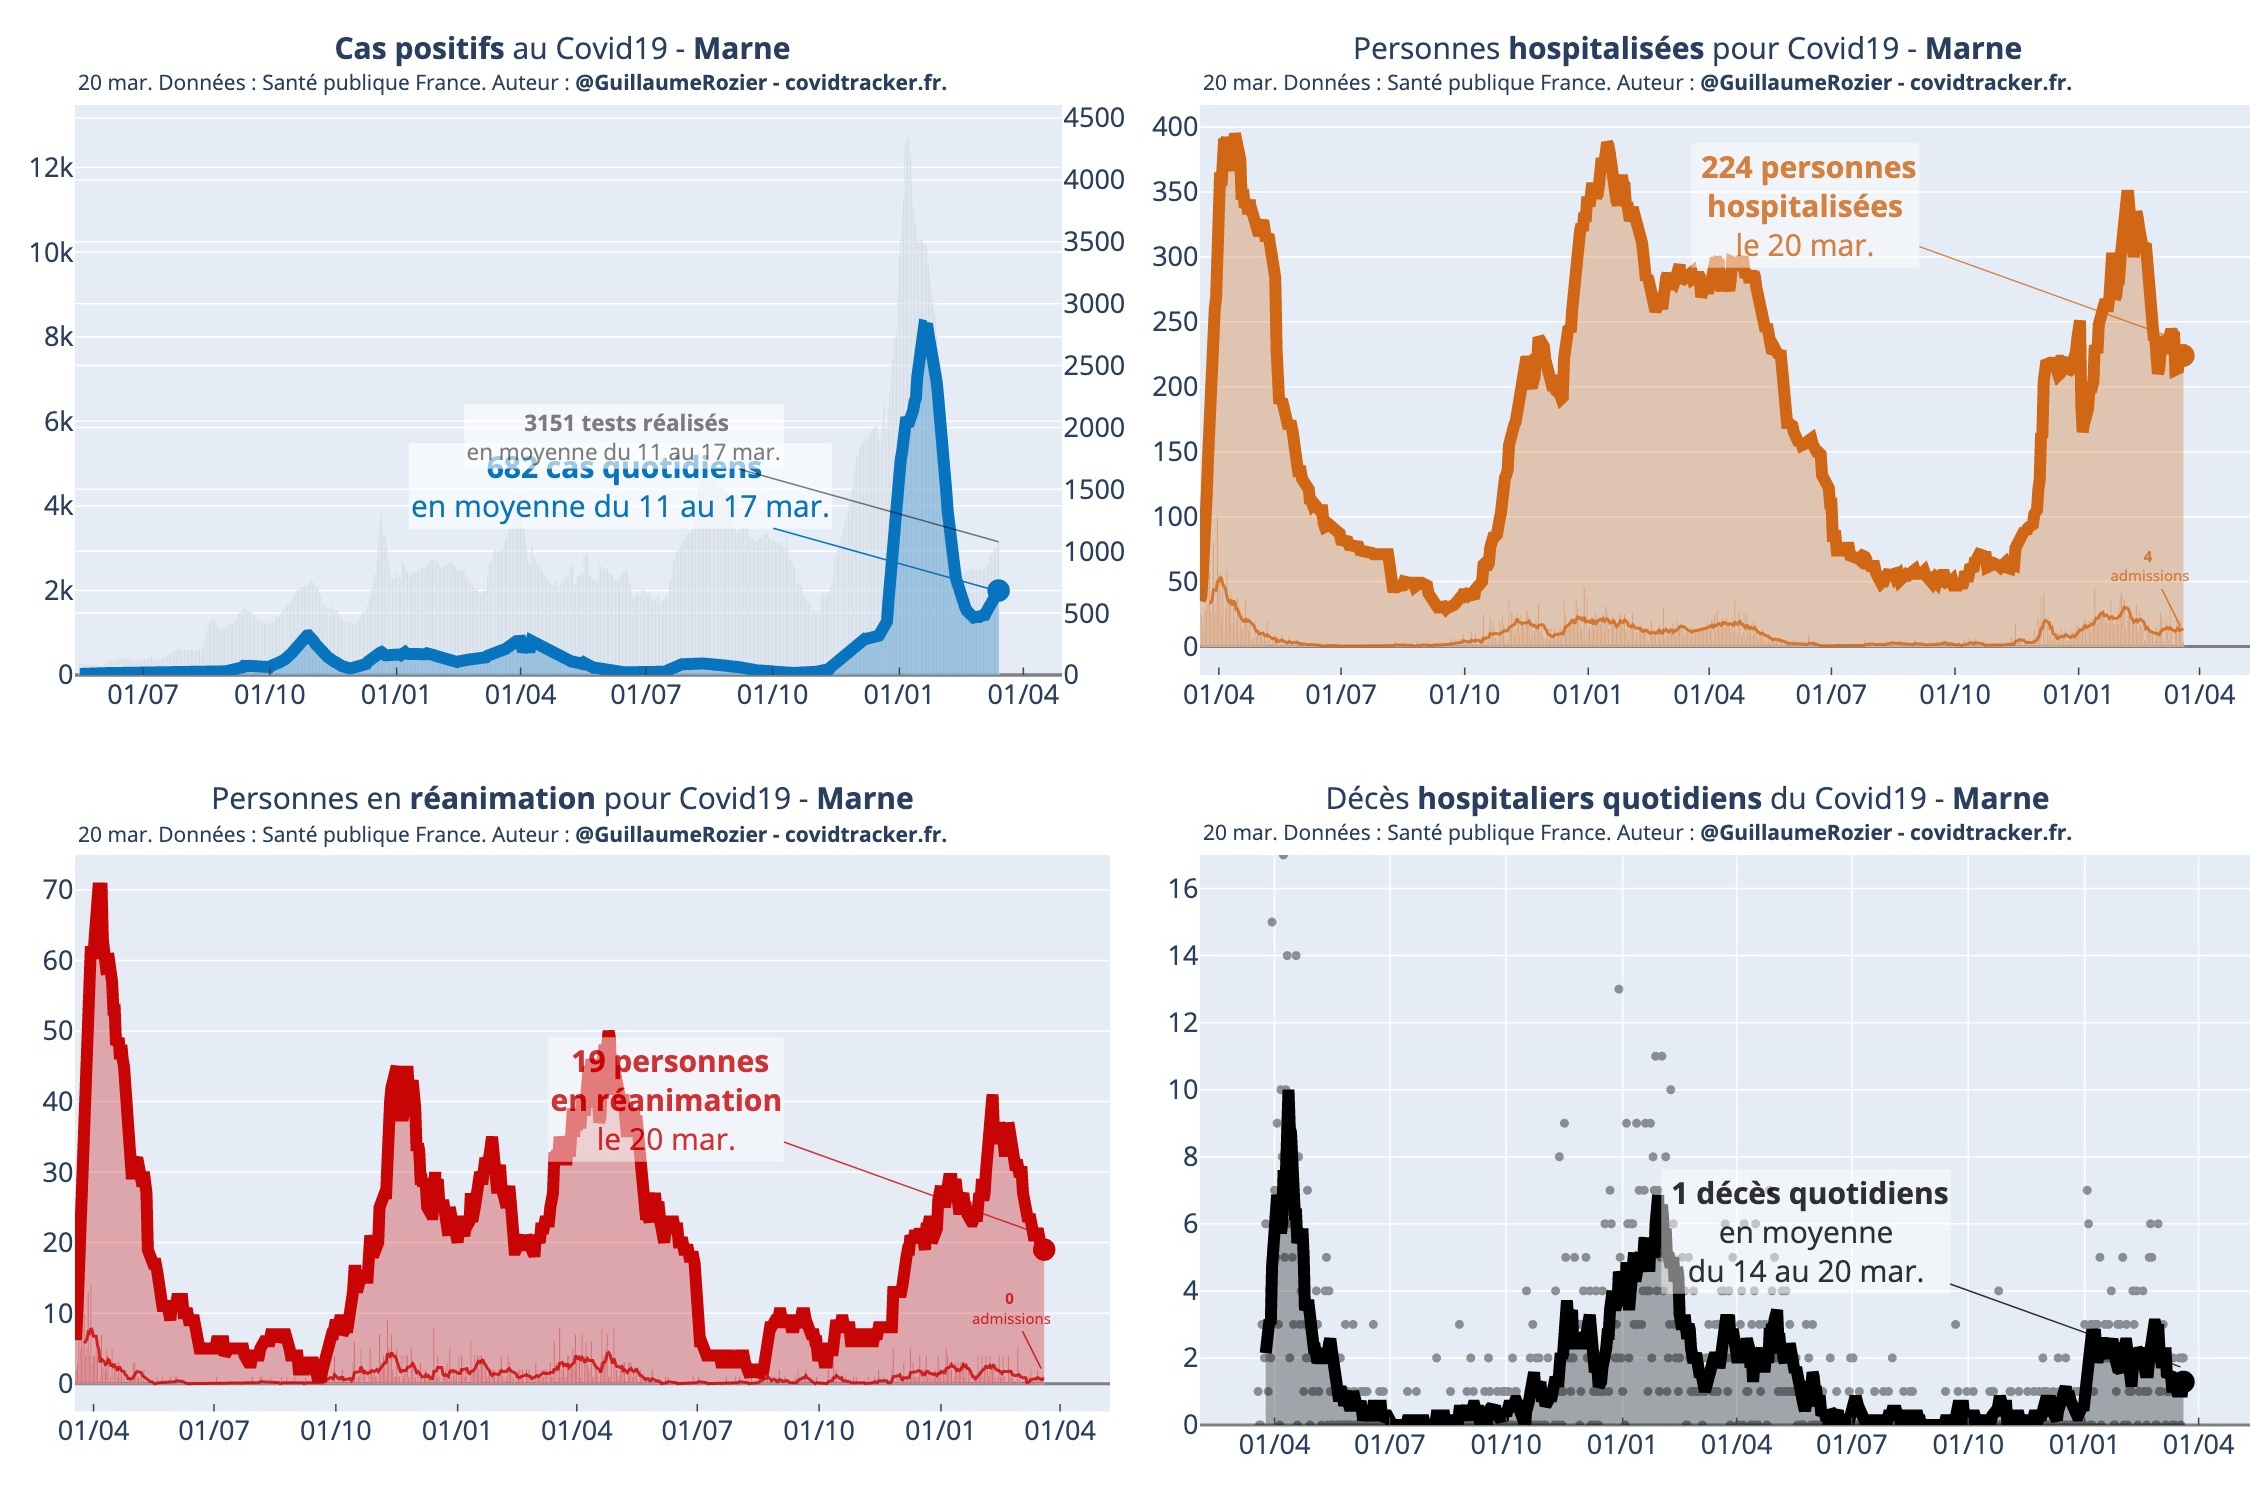 Cas positifs au Covid19 - Marne
20 mar. Données : Santé publique France. Auteur : @GuillaumeRozier - covidtracker.fr.
12k
10k
8k
6k
4k
2k
0
4500
4000
3500
3000
2500
2000
1500
1000
500
0
3151 tests réalisés
en moyenne du 11 au 17 mar.
682 cas quotidiens
en moyenne du 11 au 17 mar.
01/07 01/10 01/01 01/04 01/07 01/10 01/01 01/04
Personnes hospitalisées pour Covid19 - Marne
20 mar. Données : Santé publique France. Auteur : @GuillaumeRozier - covidtracker.fr.
400
350
300
250
200
150
100
50
0
224 personnes
hospitalisées
le 20 mar.
4
admissions
01/04 01/07 01/10 01/01 01/04 01/07 01/10 01/01 01/04
Personnes en réanimation pour Covid19 - Marne
20 mar. Données : Santé publique France. Auteur : @GuillaumeRozier - covidtracker.fr.
70
60
50
40
30
20
10
0
19 personnes
en réanimation
le 20 mar.
0
admissions
01/04 01/07 01/10 01/01 01/04 01/07 01/10 01/01 01/04
Décès hospitaliers quotidiens du Covid19 - Marne
20 mar. Données : Santé publique France. Auteur : @GuillaumeRozier - covidtracker.fr.
16
14
12
10
8
6
4
2
0
1 décès quotidiens
en moyenne
du 14 au 20 mar.
01/04 01/07 01/10 01/01 01/04 01/07 01/10 01/01 01/04